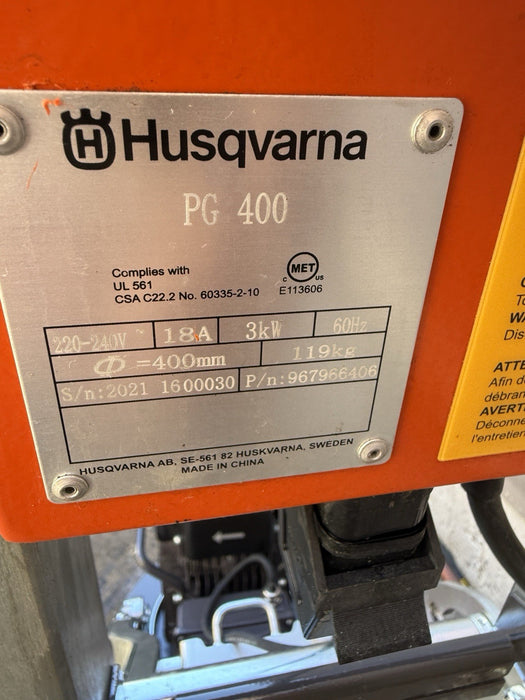 Husqvarna
PG 400
Complies with
UL 561
CSA C22.2 No. 60335-2-10
MET
C US
E113606
220-240V ~ 18A 3kW 60Hz
Φ =400mm 119kg
S/n:2021 1600030 P/n:967966406
HUSQVARNA AB, SE-561 82 HUSKVARNA, SWEDEN
MADE IN CHINA
WA
Dis
ATTE
Afin d
débran
AVERT
Déconne
l'entretien